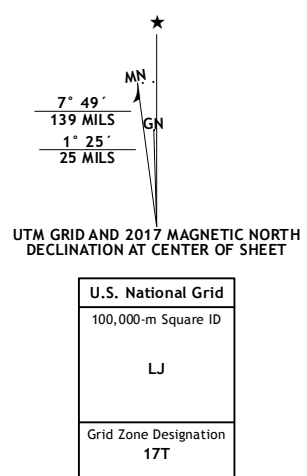 ★
MN
7° 49´
139 MILS
GN
1° 25´
25 MILS
UTM GRID AND 2017 MAGNETIC NORTH
DECLINATION AT CENTER OF SHEET
U.S. National Grid
100,000-m Square ID
LJ
Grid Zone Designation
17T